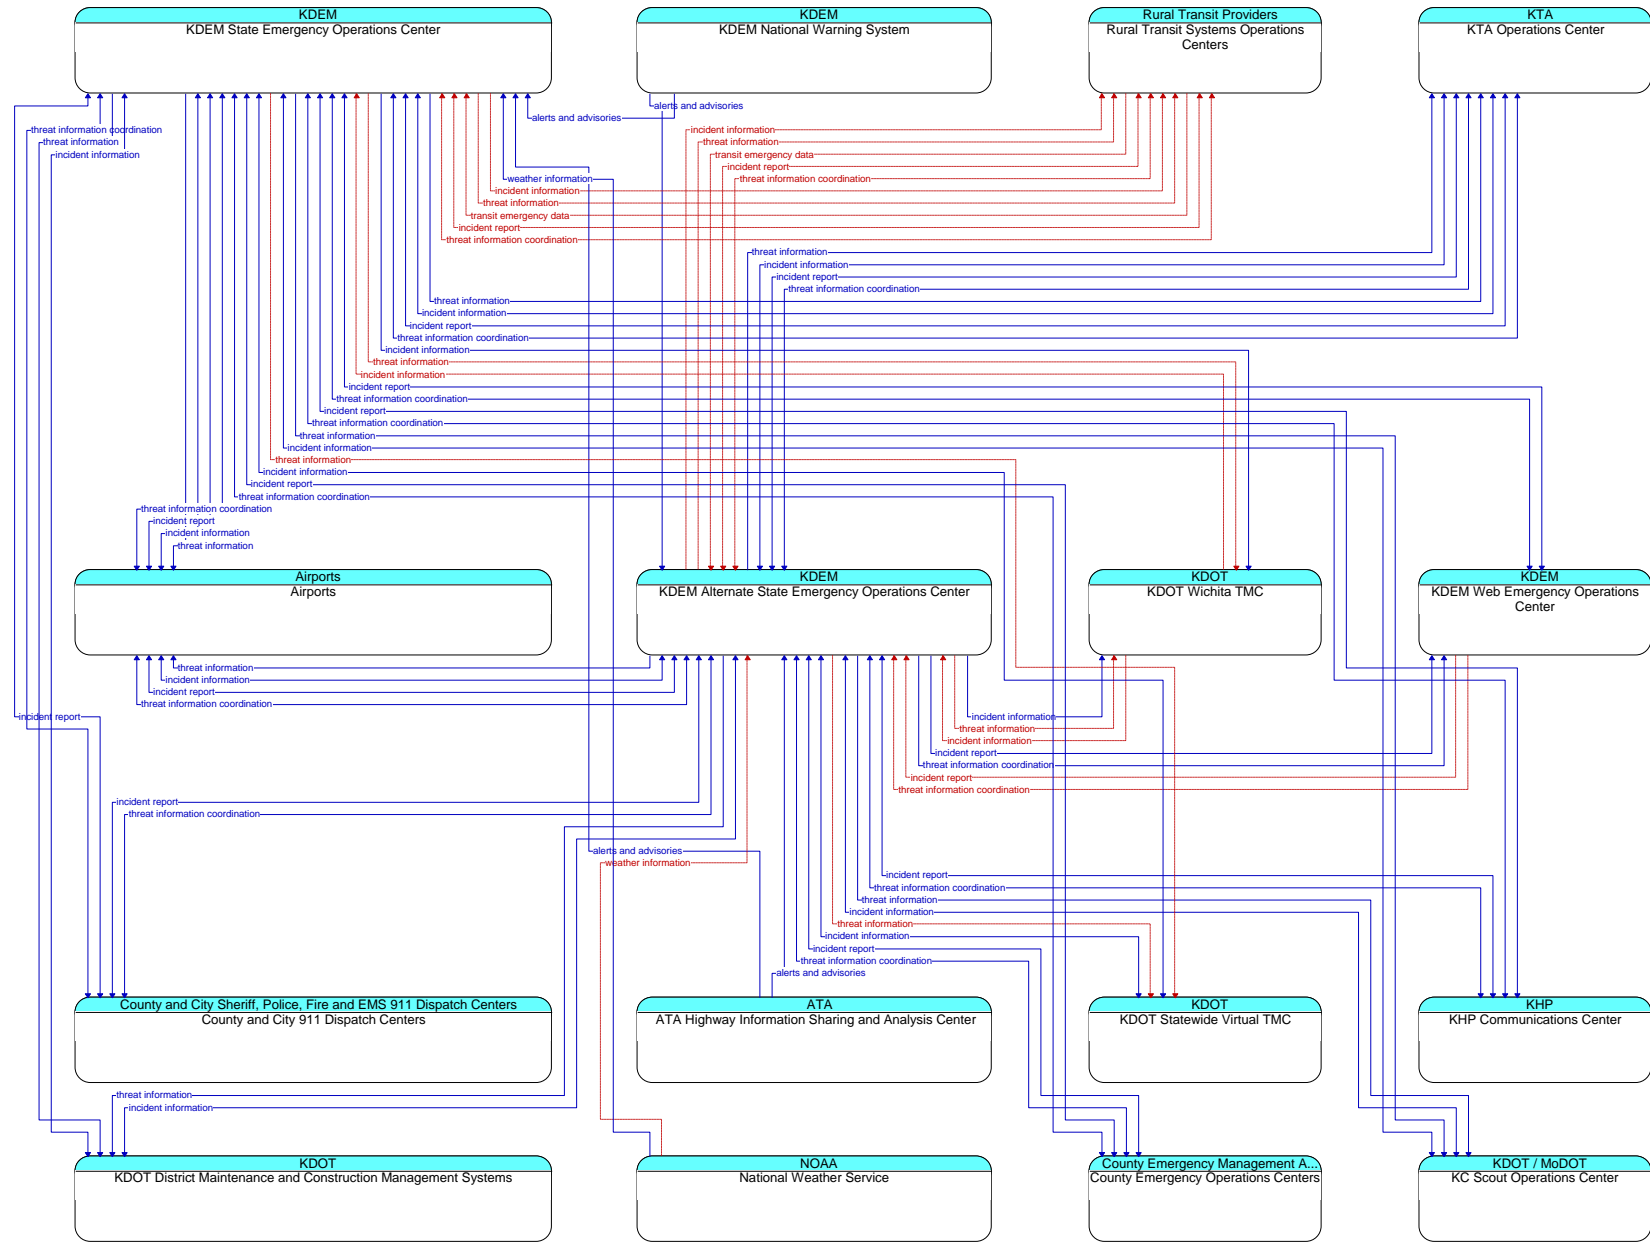 KDEM
KDEM State Emergency Operations Center
KDEM
KDEM National Warning System
Rural Transit Providers
Rural Transit Systems Operations
Centers
KTA
KTA Operations Center
alerts and advisories
alerts and advisories
threat information coordination
incident information
threat information
threat information
incident information
transit emergency data
incident report
weather information
threat information coordination
incident information
threat information
transit emergency data
incident report
threat information coordination
threat information
incident information
incident report
threat information coordination
threat information
incident information
incident report
threat information coordination
incident information
threat information
incident information
incident report
threat information coordination
incident report
threat information coordination
threat information
incident information
threat information
incident information
incident report
threat information coordination
threat information coordination
incident report
incident information
threat information
Airports
Airports
KDEM
KDEM Alternate State Emergency Operations Center
KDOT
KDOT Wichita TMC
KDEM
KDEM Web Emergency Operations
Center
threat information
incident information
incident report
threat information coordination
incident report
incident information
threat information
incident information
incident report
threat information coordination
incident report
threat information coordination
incident report
threat information coordination
alerts and advisories
weather information
incident report
threat information coordination
threat information
incident information
threat information
incident information
incident report
threat information coordination
alerts and advisories
County and City Sheriff, Police, Fire and EMS 911 Dispatch Centers
County and City 911 Dispatch Centers
ATA
ATA Highway Information Sharing and Analysis Center
KDOT
KDOT Statewide Virtual TMC
KHP
KHP Communications Center
threat information
incident information
KDOT
KDOT District Maintenance and Construction Management Systems
NOAA
National Weather Service
County Emergency Management A...
County Emergency Operations Centers
KDOT / MoDOT
KC Scout Operations Center